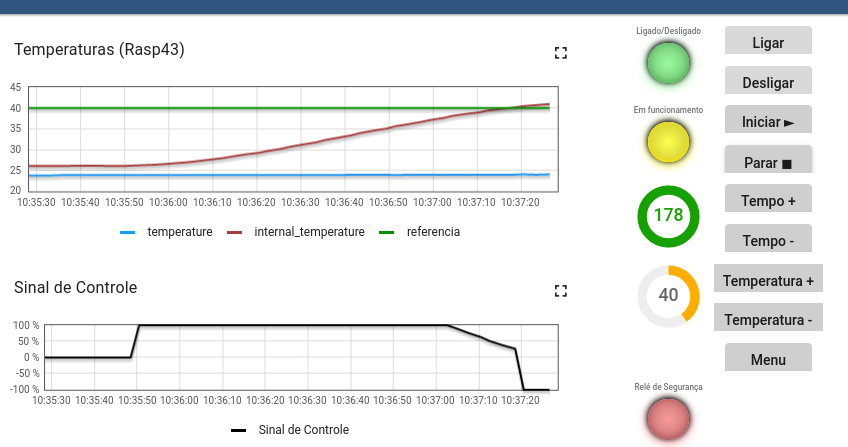 Temperaturas (Rasp43)
45
40
35
30
25
20
10:35:30 10:35:40 10:35:50 10:36:00 10:36:10 10:36:20 10:36:30 10:36:40 10:36:50 10:37:00 10:37:10 10:37:20
temperature internal_temperature referencia
Sinal de Controle
100 %
50 %
0 %
-50 %
-100 %
10:35:30 10:35:40 10:35:50 10:36:00 10:36:10 10:36:20 10:36:30 10:36:40 10:36:50 10:37:00 10:37:10 10:37:20
Sinal de Controle
Ligado/Desligado
Em funcionamento
178
40
Relé de Segurança
Ligar
Desligar
Iniciar ►
Parar ■
Tempo +
Tempo -
Temperatura +
Temperatura -
Menu